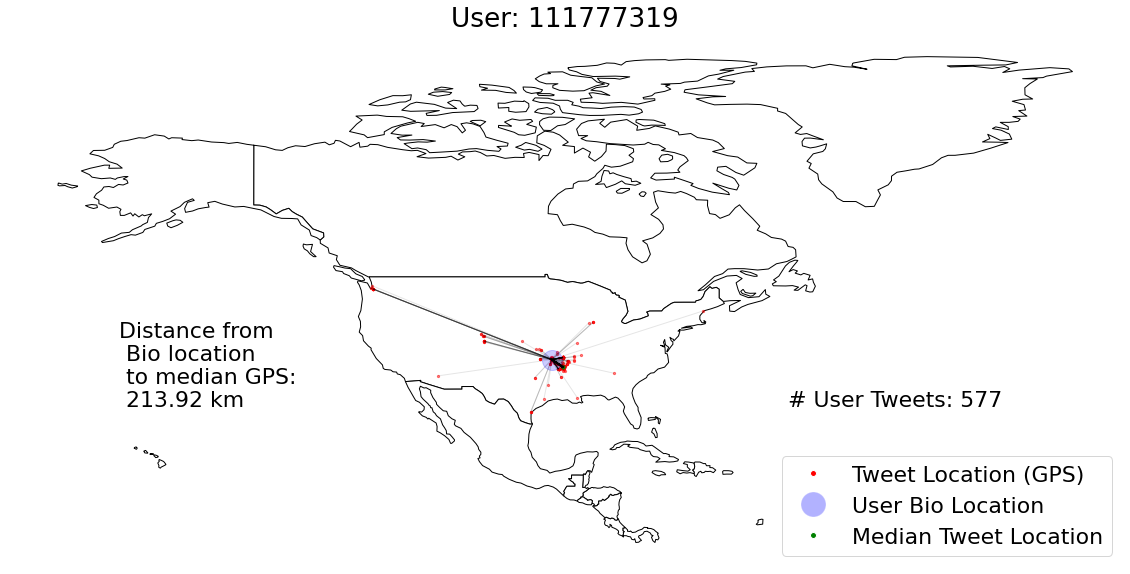 User: 111777319
Distance from
Bio location
to median GPS:
213.92 km
# User Tweets: 577
Tweet Location (GPS)
User Bio Location
Median Tweet Location